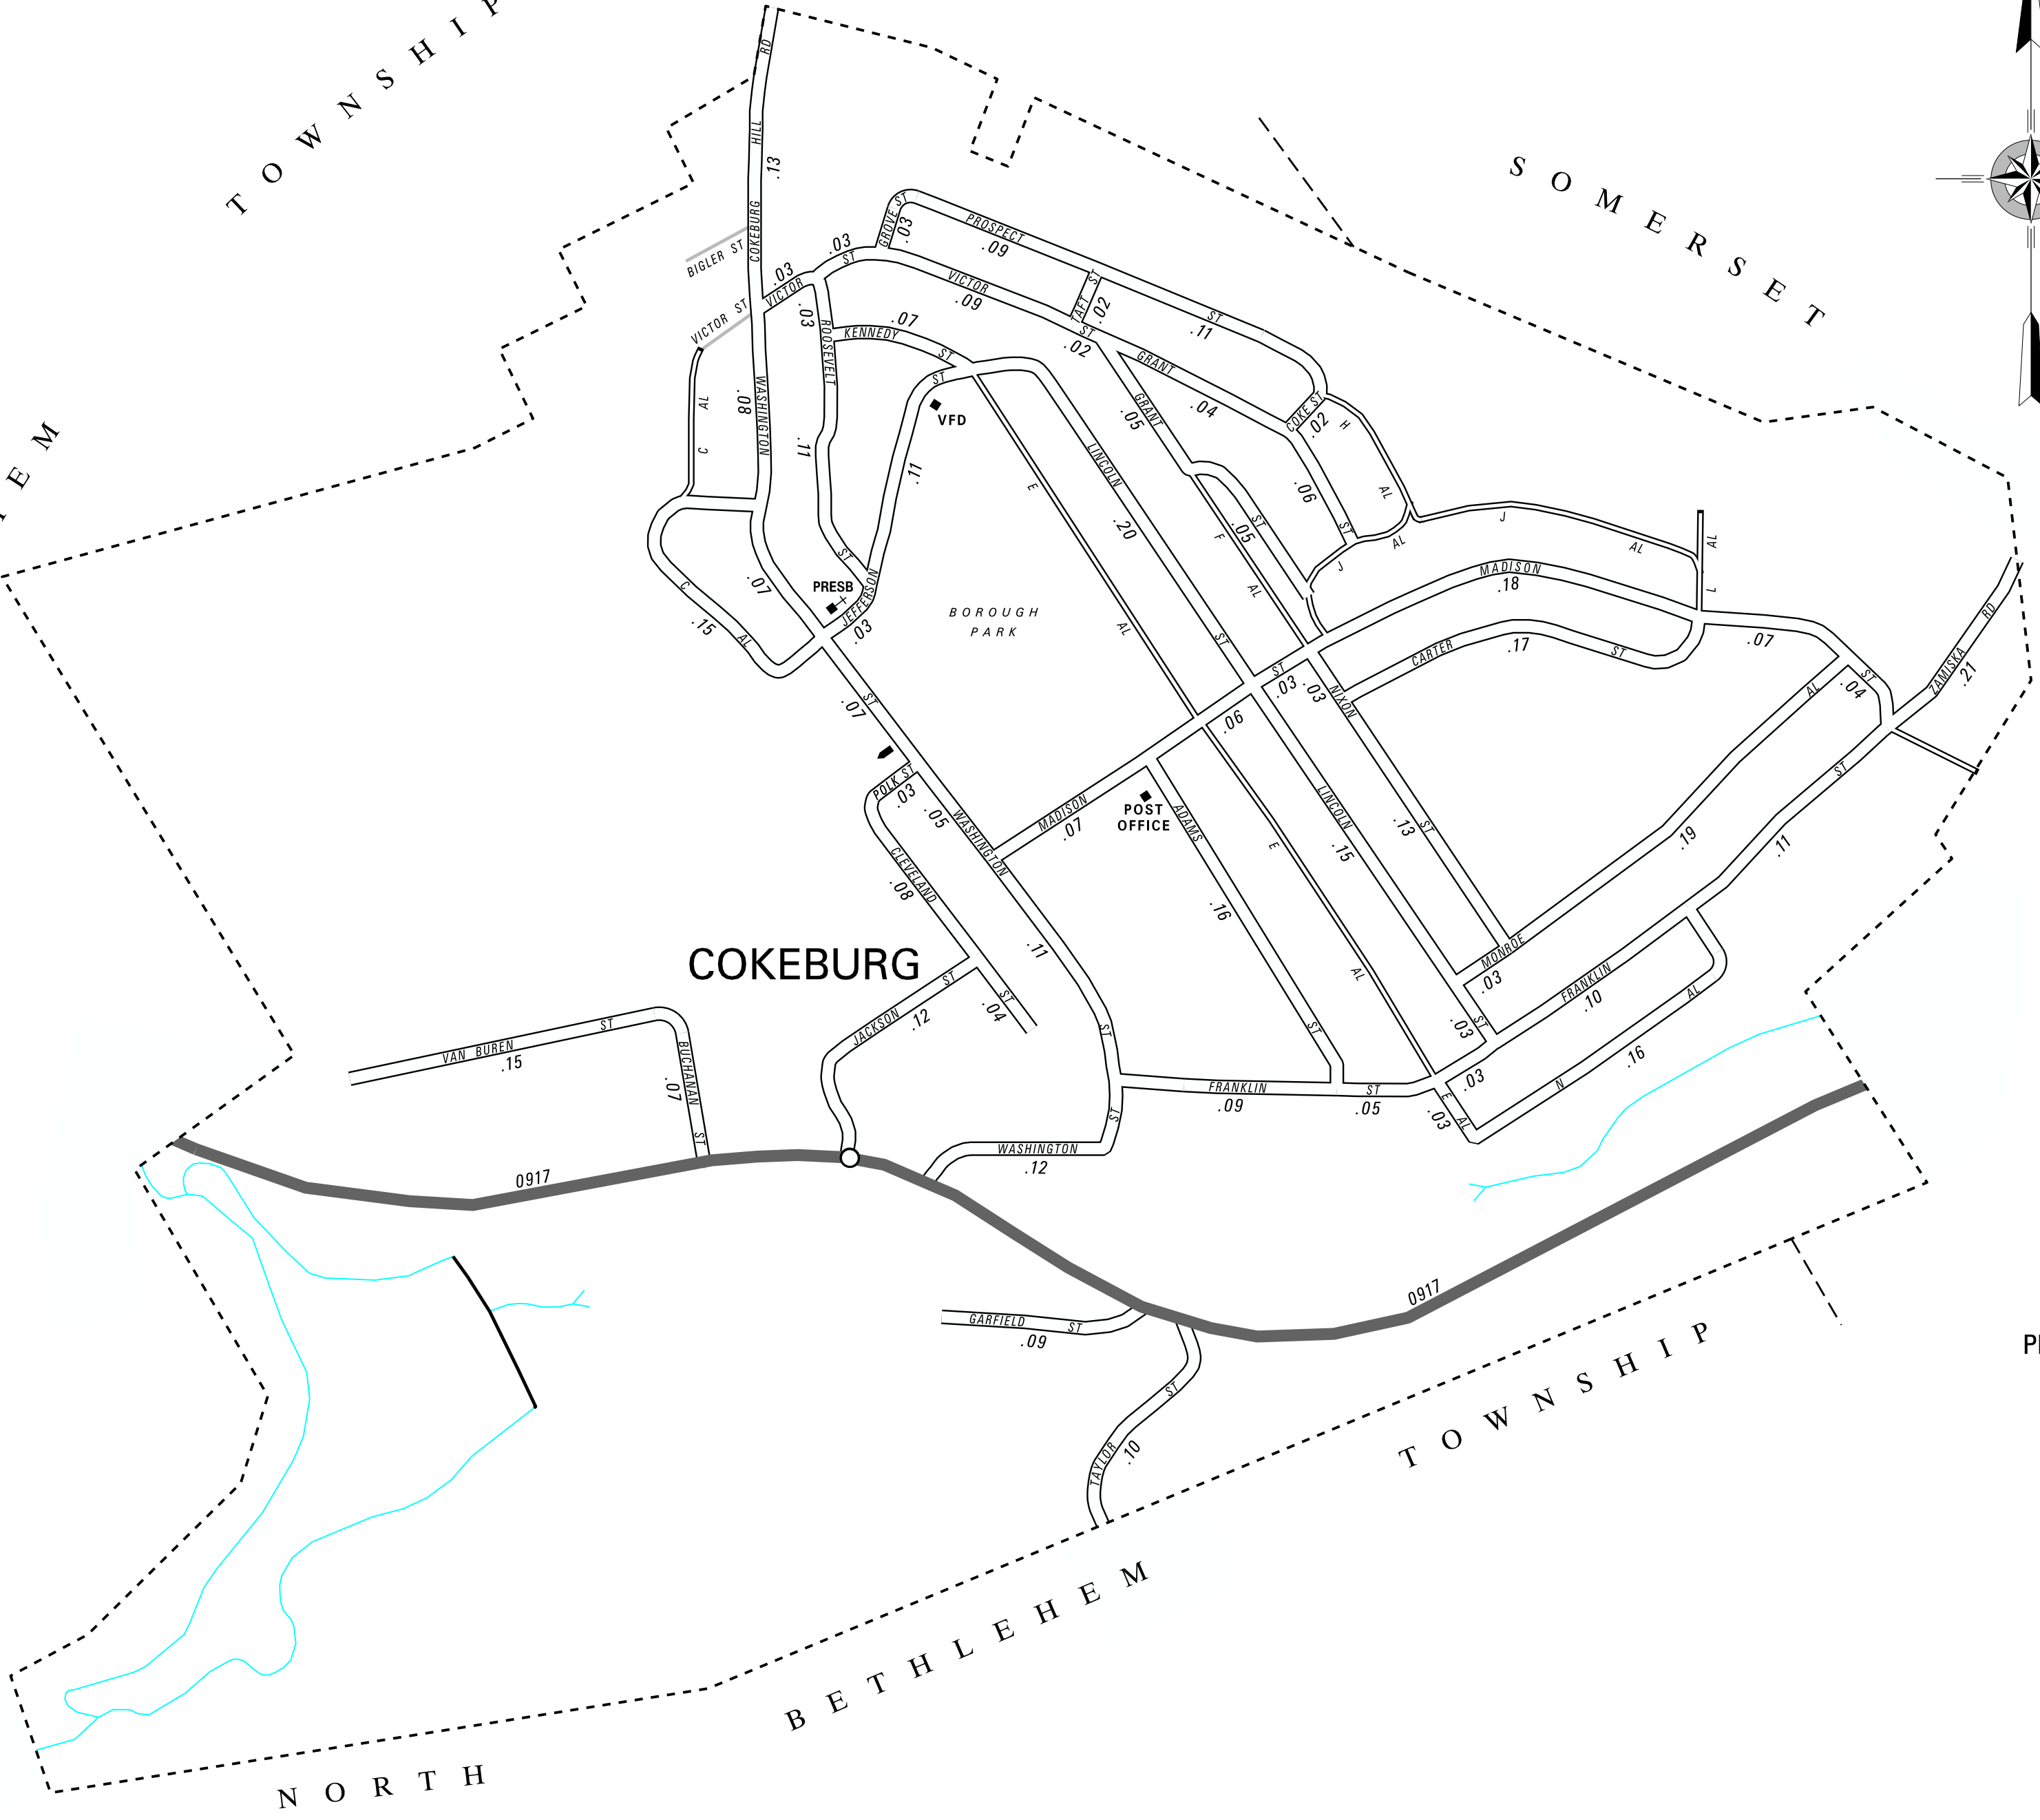 TOWNSHIP
SOMERSET
EM
RD
HILL
.13
COKEBURG
BIGLER ST
VICTOR ST
VICTOR
.03
.03
ST
GROVE ST
.03
PROSPECT
.09
ST
.11
VICTOR
.09
ST
.02
TAFT ST
.02
GRANT
.04
COKE ST
.02
H
AL
.06
ST
GRANT
.05
ST
.05
F
AL
J
AL
J
AL
AL
L
C
AL
.08
WASHINGTON
.03
ROOSEVELT
.11
ST
KENNEDY
.07
ST
ST
VFD
.11
JEFFERSON
.03
PRESB
.07
C
.15
AL
BOROUGH
PARK
E
AL
LINCOLN
.20
ST
MADISON
.18
CARTER
.17
ST
.07
ST
.04
ZAMISKA
RD
.21
ST
.07
POLK ST
.03
.05
WASHINGTON
CLEVELAND
.08
MADISON
.07
.06
ST
.03
.03
NIXON
.13
ST
POST
OFFICE
ADAMS
.16
ST
E
AL
LINCOLN
.15
ST
.03
AL
.19
MONROE
.03
ST
.11
FRANKLIN
.10
AL
.16
N
.03
E
AL
.03
COKEBURG
.11
ST
JACKSON
ST
.12
ST
.04
VAN BUREN
ST
.15
BUCHANAN
.07
ST
FRANKLIN
.09
ST
.05
WASHINGTON
ST
.12
0917
0917
GARFIELD
ST
.09
TAYLOR
ST
.10
NORTH
BETHLEHEM
TOWNSHIP